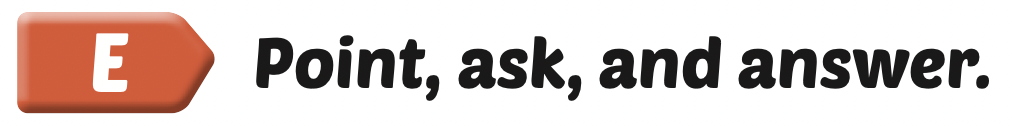 E Point, ask, and answer.